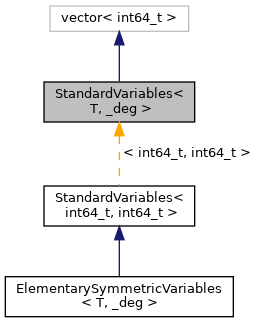 vector< int64_t >
StandardVariables<
T, _deg >
< int64_t, int64_t >
StandardVariables<
int64_t, int64_t >
ElementarySymmetricVariables
< T, _deg >